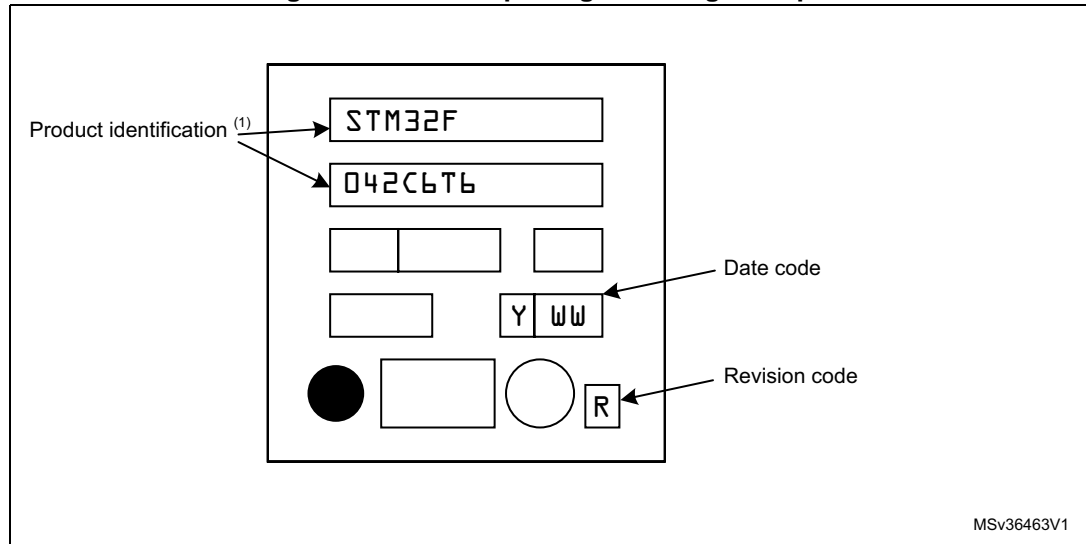 Product identification (1)
STM32F
042C6T6
Date code
Y WW
Revision code
R
MSv36463V1